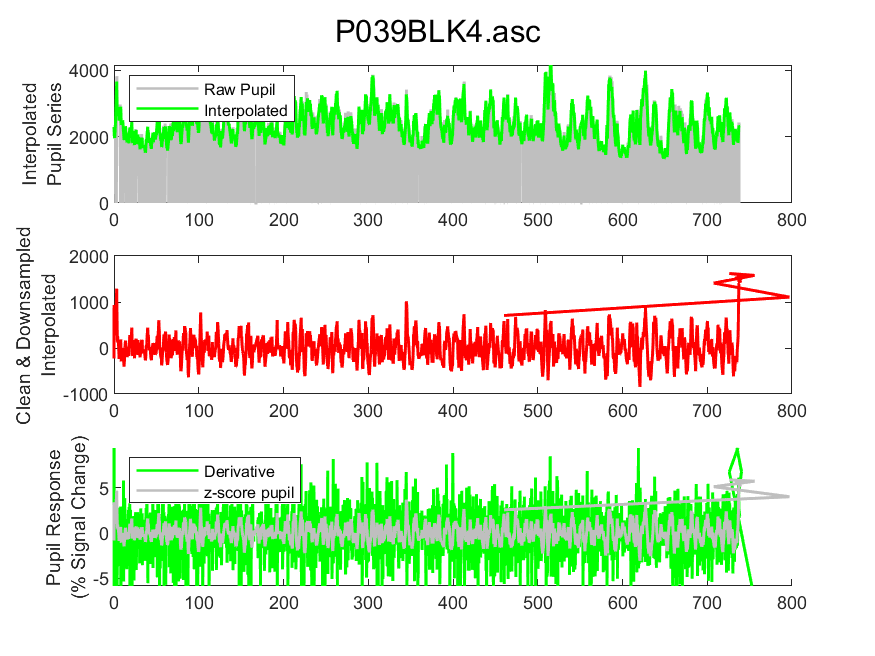 P039BLK4.asc
Interpolated
Pupil Series
4000
2000
0
Raw Pupil
Interpolated
0 100 200 300 400 500 600 700 800
Clean & Downsampled
Interpolated
2000
1000
0
-1000
0 100 200 300 400 500 600 700 800
Pupil Response
(% Signal Change)
5
0
-5
Derivative
z-score pupil
0 100 200 300 400 500 600 700 800